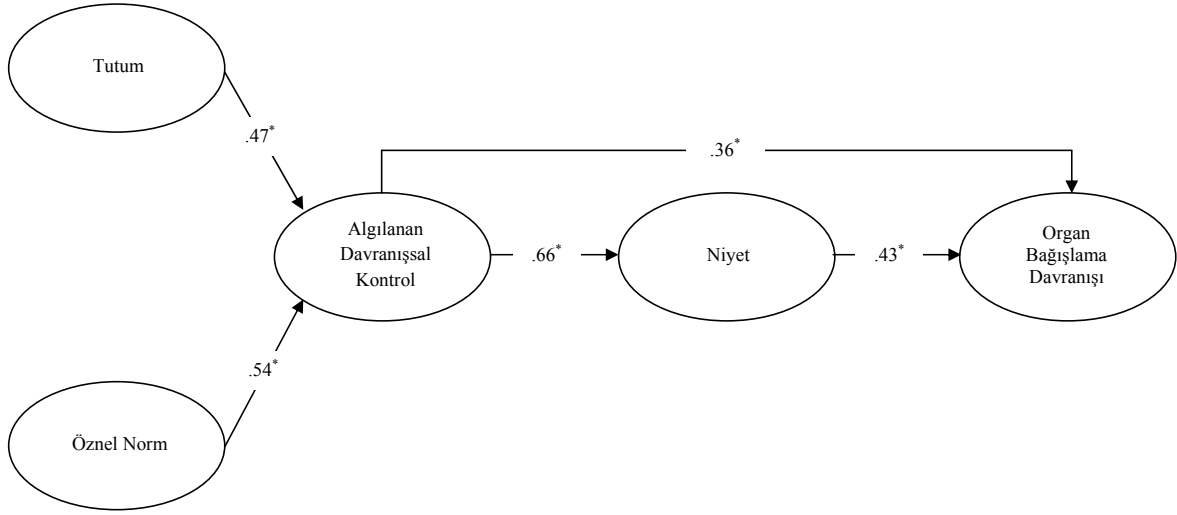 Tutum
.47*
.36*
Algılanan
Davranışsal
Kontrol
.66*
Niyet
.43*
Organ
Bağışlama
Davranışı
.54*
Öznel Norm